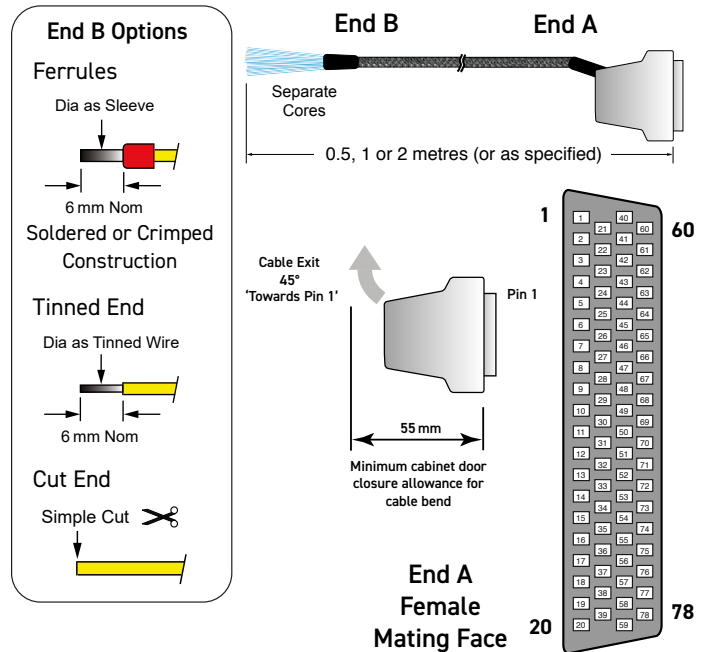 End B Options
Ferrules
Dia as Sleeve
6 mm Nom
Soldered or Crimped
Construction
Tinned End
Dia as Tinned Wire
6 mm Nom
Cut End
Simple Cut
End B
End A
Separate
Cores
0.5, 1 or 2 metres (or as specified)
Cable Exit
45°
'Towards Pin 1'
Pin 1
55 mm
Minimum cabinet door
closure allowance for
cable bend
End A
Female
Mating Face
1
60
20
78
1 40
21 60
2 41
22 61
3 42
23 62
4 43
24 63
5 44
25 64
6 45
26 65
7 46
27 66
8 47
28 67
9 48
29 68
10 49
30 69
11 50
31 70
12 51
32 71
13 52
33 72
14 53
34 73
15 54
35 74
16 55
36 75
17 56
37 76
18 57
38 77
19 58
39 78
20 59